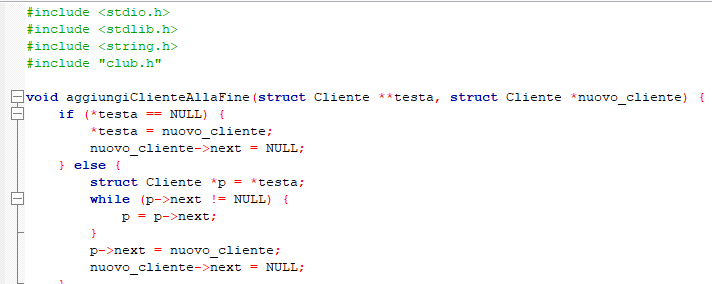 #include <stdio.h>
#include <stdlib.h>
#include <string.h>
#include "club.h"
void aggiungiClienteAllaFine(struct Cliente **testa, struct Cliente *nuovo_cliente) {
if (*testa == NULL) {
*testa = nuovo_cliente;
nuovo_cliente->next = NULL;
} else {
struct Cliente *p = *testa;
while (p->next != NULL) {
p = p->next;
}
p->next = nuovo_cliente;
nuovo_cliente->next = NULL;
}